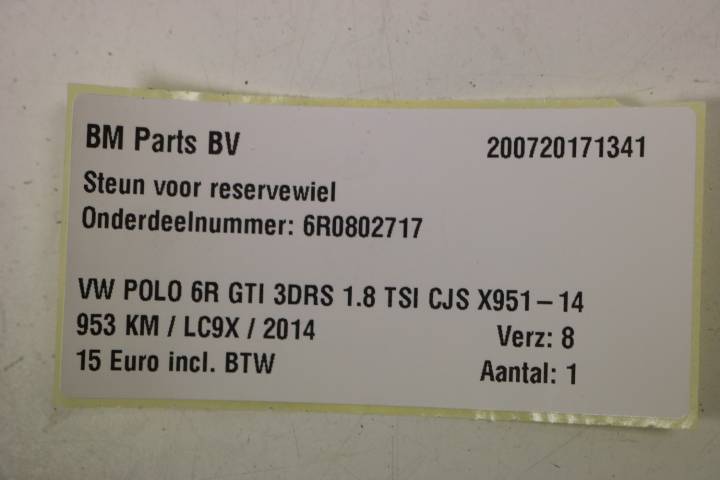 BM Parts BV 200720171341
Steun voor reservewiel
Onderdeelnummer: 6R0802717
VW POLO 6R GTI 3DRS 1.8 TSI CJS X951-14
953 KM / LC9X / 2014 Verz: 8
15 Euro incl. BTW Aantal: 1